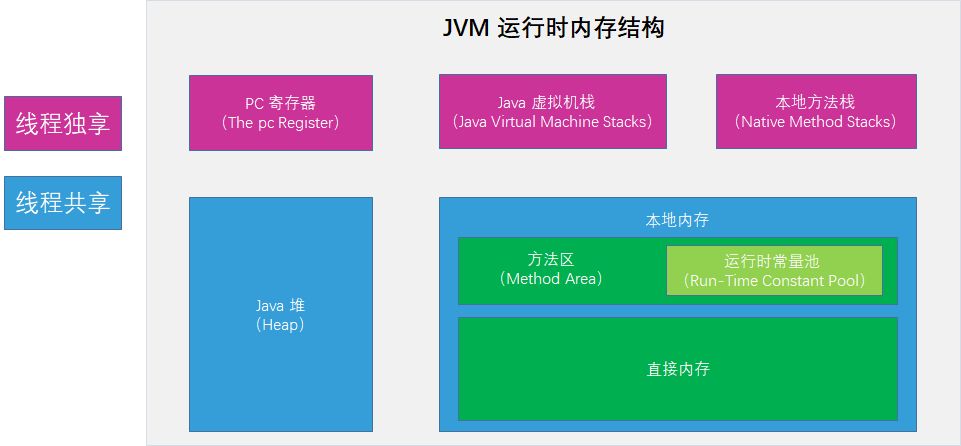 JVM 运行时内存结构
线程独享
线程共享
PC 寄存器
（The pc Register）
Java 虚拟机栈
（Java Virtual Machine Stacks）
本地方法栈
（Native Method Stacks）
Java 堆
（Heap）
本地内存
方法区
（Method Area）
运行时常量池
（Run-Time Constant Pool）
直接内存